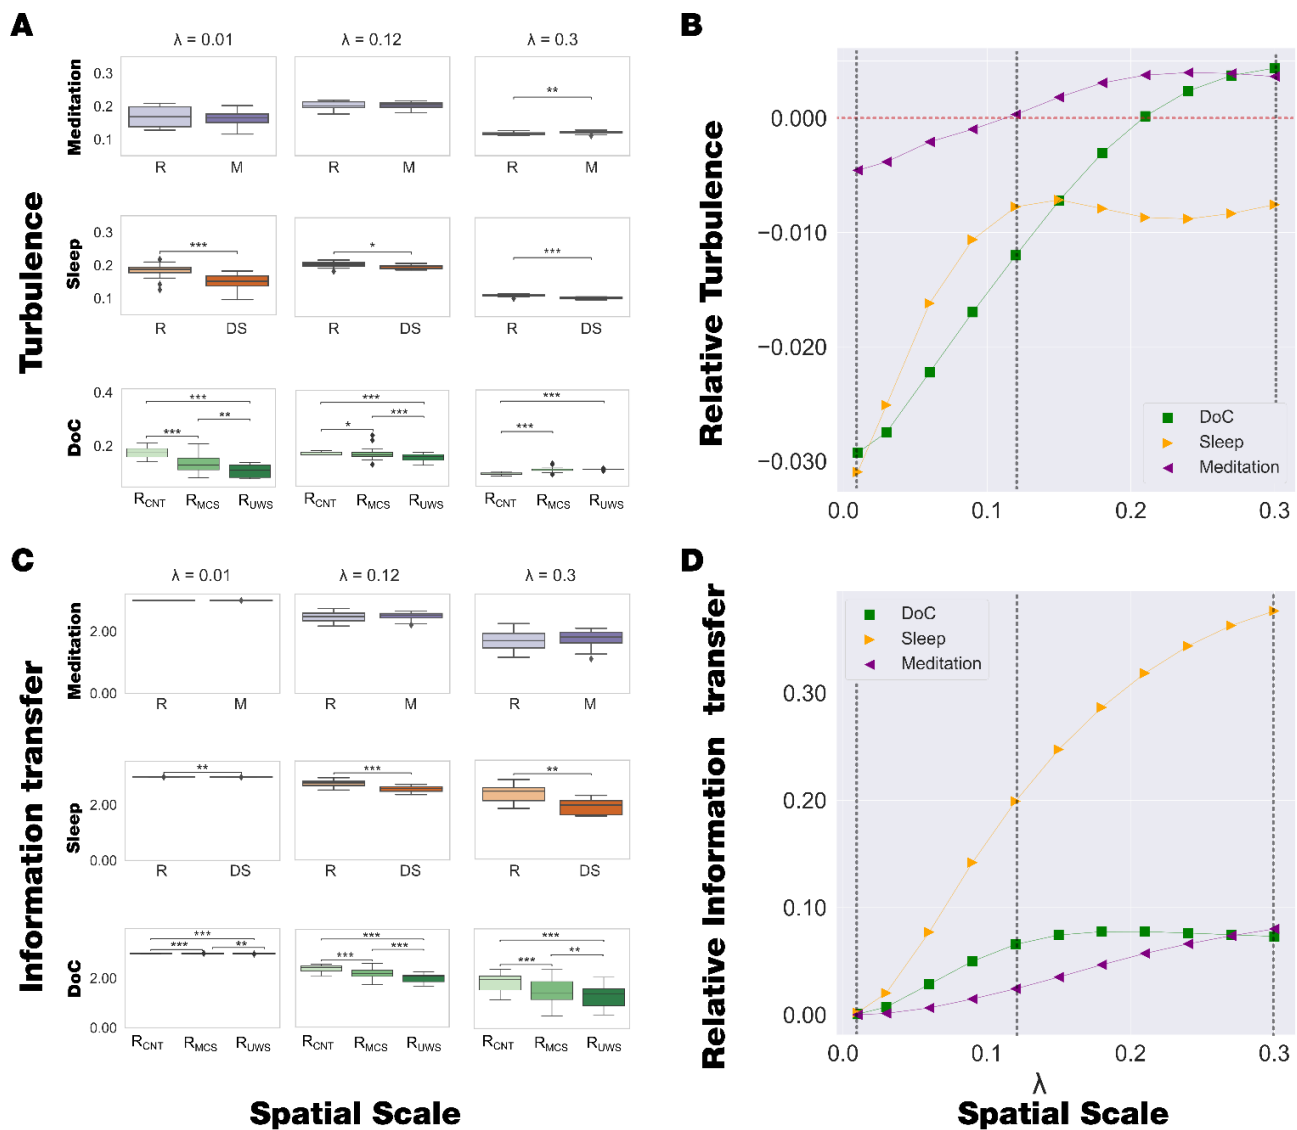 A
λ = 0.01 λ = 0.12 λ = 0.3
Turbulence
Meditation
0.3
0.2
0.1
**
R M R M R M
Sleep
0.3
0.2
0.1
*** * ***
R DS R DS R DS
DoC
0.4
0.2
*** ** ***
*** *** * ***
*** ***
RCNT RMCS RUWS RCNT RMCS RUWS RCNT RMCS RUWS
B
Relative Turbulence
0.000
−0.010
−0.020
−0.030
DoC
Sleep
Meditation
0.0 0.1 0.2 0.3
C
λ = 0.01 λ = 0.12 λ = 0.3
Information transfer
Meditation
2.00
0.00
R M R M R M
Sleep
2.00
0.00
** *** **
R DS R DS R DS
DoC
2.00
0.00
*** *** **
*** *** ***
*** *** **
RCNT RMCS RUWS RCNT RMCS RUWS RCNT RMCS RUWS
Spatial Scale
D
Relative Information transfer
DoC
Sleep
Meditation
0.30
0.20
0.10
0.00
0.0 0.1 0.2 0.3
λ
Spatial Scale